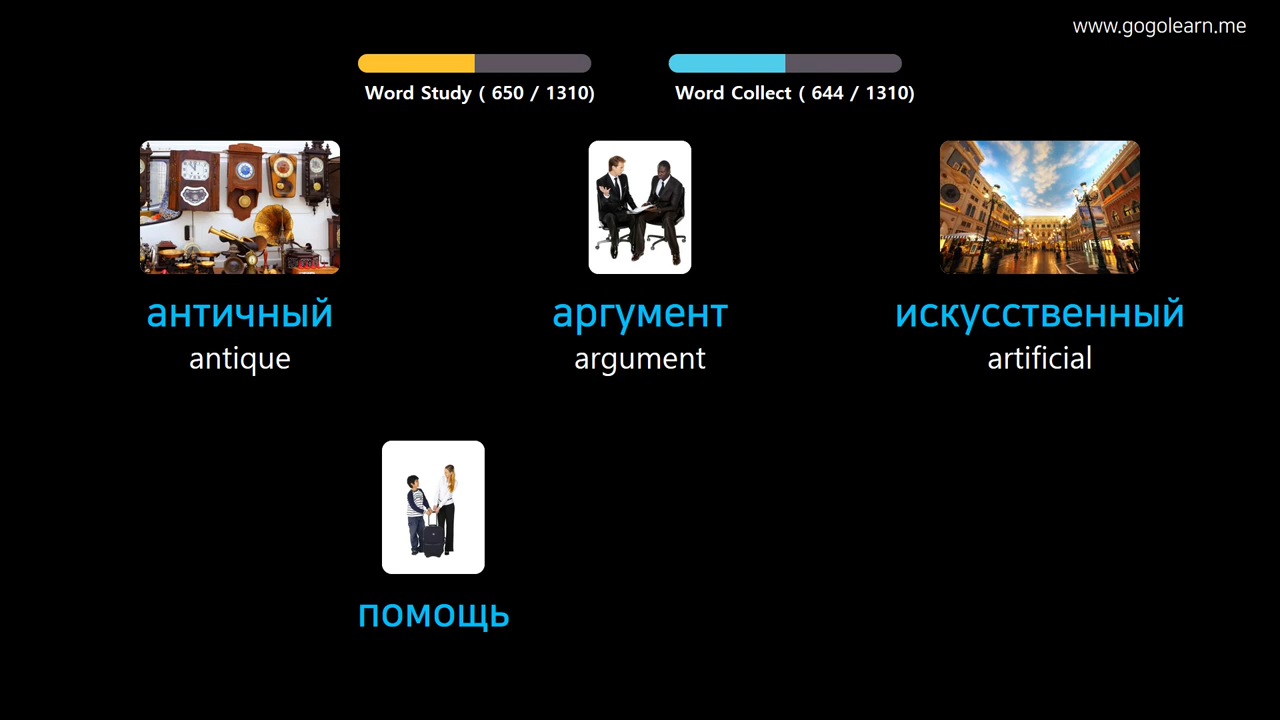 www.gogolearn.me
Word Study ( 650 / 1310)
Word Collect ( 644 / 1310)
античный
аргумент
искусственный
antique
argument
artificial
помощь